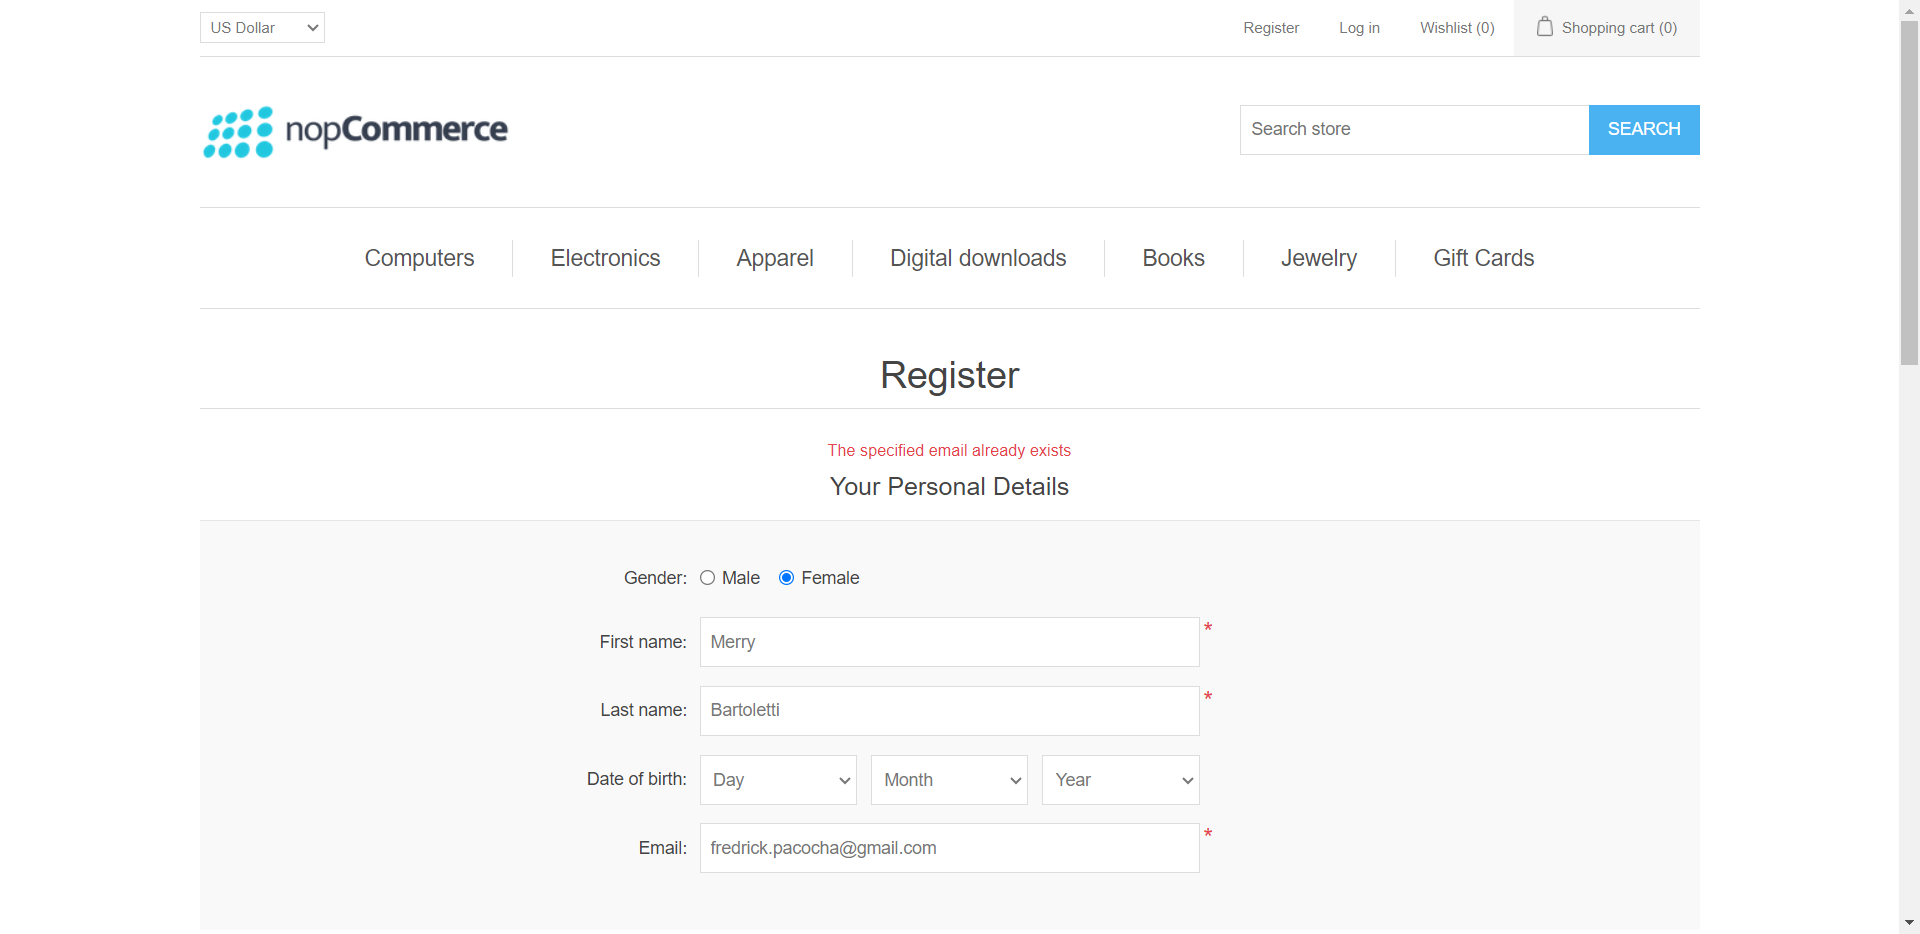 US Dollar
Register
Log in
Wishlist (0)
Shopping cart (0)
nopCommerce
Search store
SEARCH
Computers
Electronics
Apparel
Digital downloads
Books
Jewelry
Gift Cards
Register
The specified email already exists
Your Personal Details
Gender: Male Female
First name: Merry *
Last name: Bartoletti *
Date of birth: Day Month Year
Email: fredrick.pacocha@gmail.com *